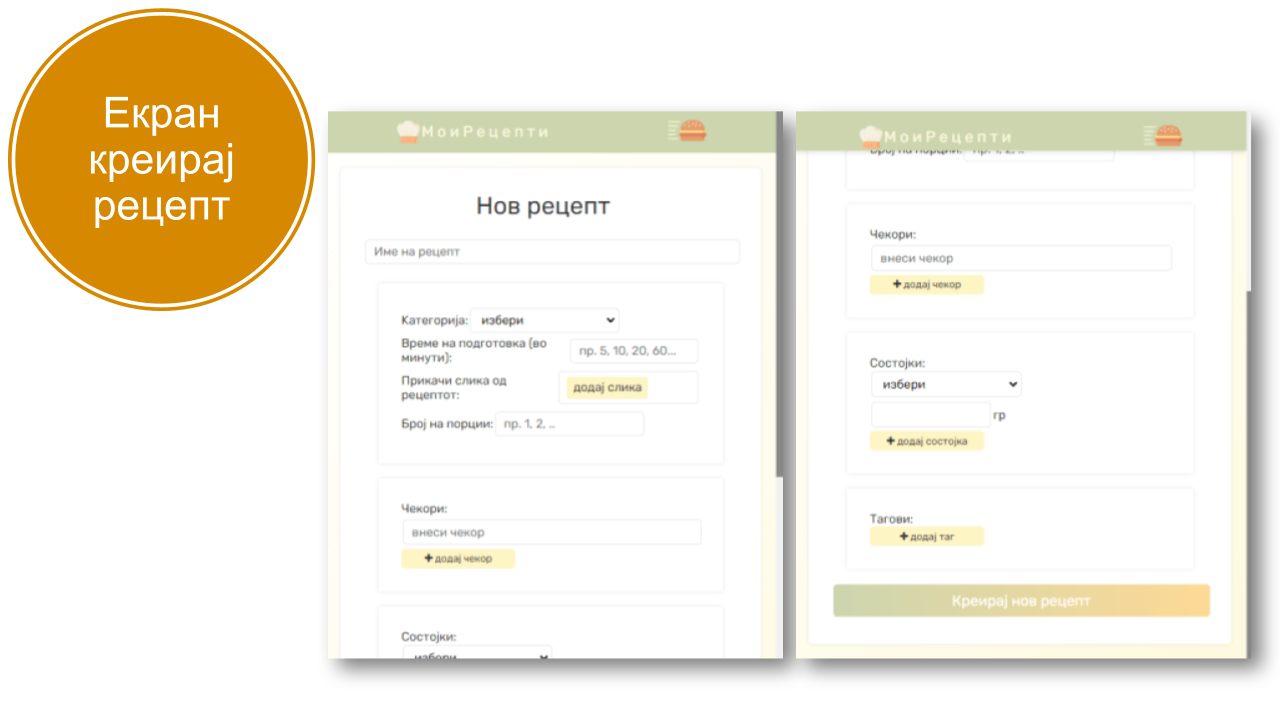 Екран
креирај
рецепт
МоиРецепти
Нов рецепт
Име на рецепт
Категорија: избери
Време на подготовка (во
минути):
пр. 5, 10, 20, 60...
Прикачи слика од
рецептот:
додај слика
Број на порции: пр. 1, 2, ..
Чекори:
внеси чекор
+ додај чекор
Состојки:
избери
МоиРецепти
Број на порции: пр. 1, 2, ..
Чекори:
внеси чекор
+ додај чекор
Состојки:
избери
гр
+ додај состојка
Тагови:
+ додај таг
Креирај нов рецепт